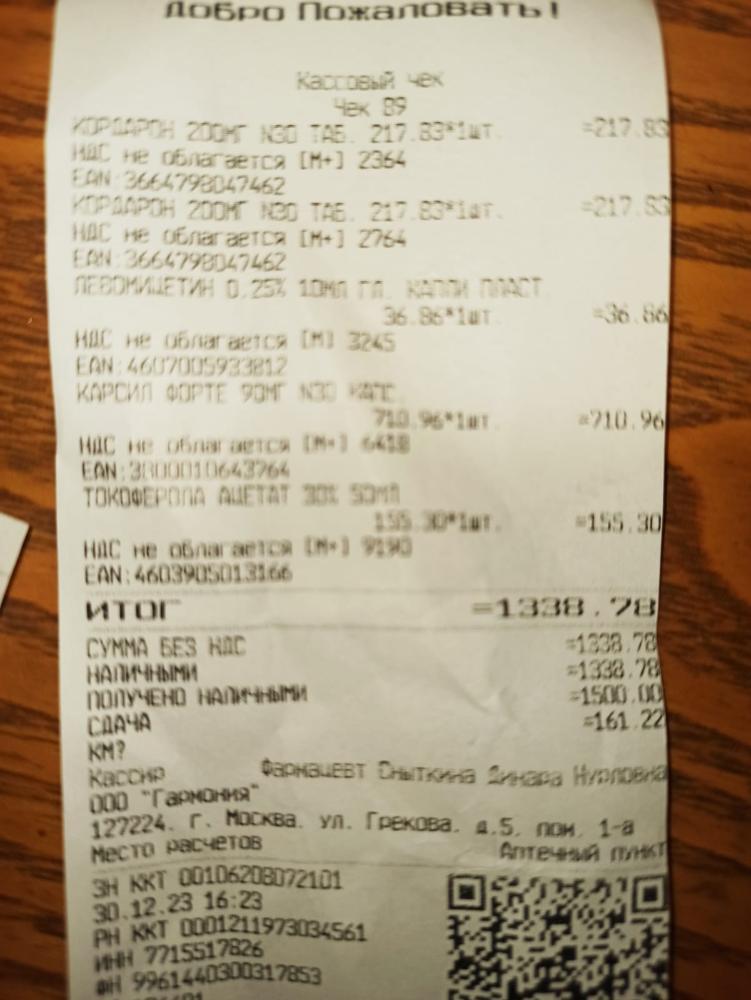 Добро Пожаловать!
Кассовый чек
Чек 89
КОРДАРОН 200МГ N30 ТАБ. 217.83*1шт. =217.83
НДС не облагается [М+] 2364
EAN:3664798047462
КОРДАРОН 200МГ N30 ТАБ. 217.83*1шт. =217.83
НДС не облагается [М+] 2764
EAN:3664798047462
ЛЕВОМИЦЕТИН 0.25% 10МЛ ГЛ. КАПЛИ ПЛАСТ.
36.86*1шт. =36.86
НДС не облагается [М] 3245
EAN:4607005933812
КАРСИЛ ФОРТЕ 90МГ N30 КАПС.
710.96*1шт. =710.96
НДС не облагается [М+] 6418
EAN:3800010643764
ТОКОФЕРОЛА АЦЕТАТ 30% 50МЛ
155.30*1шт. =155.30
НДС не облагается [М+] 9190
EAN:4603905013166
ИТОГ =1338.78
СУММА БЕЗ НДС =1338.78
НАЛИЧНЫМИ =1338.78
ПОЛУЧЕНО НАЛИЧНЫМИ =1500.00
СДАЧА =161.22
КМ?
Кассир Фармацевт Сныткина Динара Нурловна
ООО "Гармония"
127224. г. Москва. ул. Грекова. д.5. пом. 1-а
Место расчетов Аптечный пункт
ЗН ККТ 00106208072101
30.12.23 16:23
РН ККТ 0001211973034561
ИНН 7715517826
ФН 9961440300317853